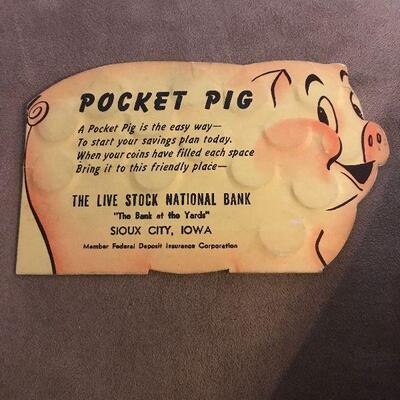 POCKET PIG
A Pocket Pig is the easy way—
To start your savings plan today.
When your coins have filled each space
Bring it to this friendly place—
THE LIVE STOCK NATIONAL BANK
"The Bank at the Yards"
SIOUX CITY, IOWA
Member Federal Deposit Insurance Corporation